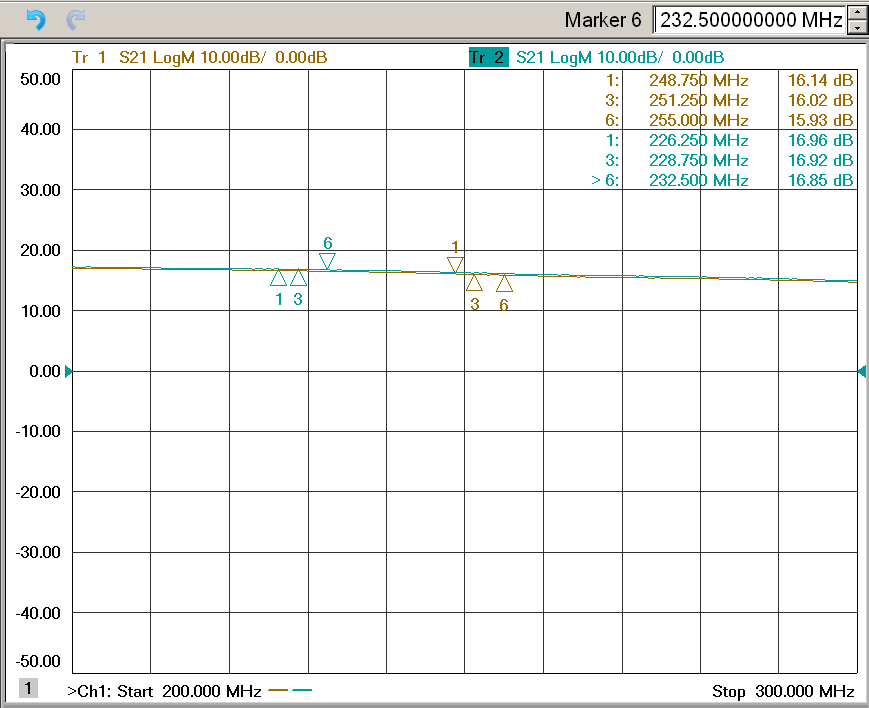 Marker 6 232.500000000 MHz
Tr 1 S21 LogM 10.00dB/ 0.00dB
Tr 2 S21 LogM 10.00dB/ 0.00dB
50.00
1: 248.750 MHz 16.14 dB
3: 251.250 MHz 16.02 dB
6: 255.000 MHz 15.93 dB
1: 226.250 MHz 16.96 dB
3: 228.750 MHz 16.92 dB
> 6: 232.500 MHz 16.85 dB
40.00
30.00
20.00
6 1
1 3 3 6
10.00
0.00
-10.00
-20.00
-30.00
-40.00
-50.00
1 >Ch1: Start 200.000 MHz Stop 300.000 MHz